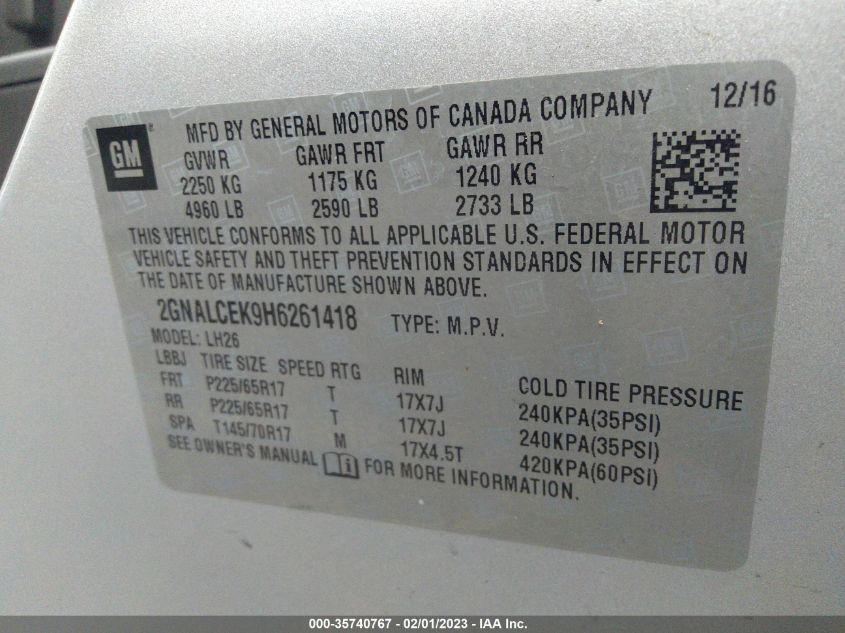 GM ®
MFD BY GENERAL MOTORS OF CANADA COMPANY 12/16
GVWR GAWR FRT GAWR RR
2250 KG 1175 KG 1240 KG
4960 LB 2590 LB 2733 LB
THIS VEHICLE CONFORMS TO ALL APPLICABLE U.S. FEDERAL MOTOR
VEHICLE SAFETY AND THEFT PREVENTION STANDARDS IN EFFECT ON
THE DATE OF MANUFACTURE SHOWN ABOVE.
2GNALCEK9H6261418 TYPE: M.P.V.
MODEL: LH26
LBBJ TIRE SIZE SPEED RTG RIM COLD TIRE PRESSURE
FRT P225/65R17 T 17X7J 240KPA(35PSI)
RR P225/65R17 T 17X7J 240KPA(35PSI)
SPA T145/70R17 M 17X4.5T 420KPA(60PSI)
SEE OWNER'S MANUAL i FOR MORE INFORMATION.
000-35740767 - 02/01/2023 - IAA Inc.